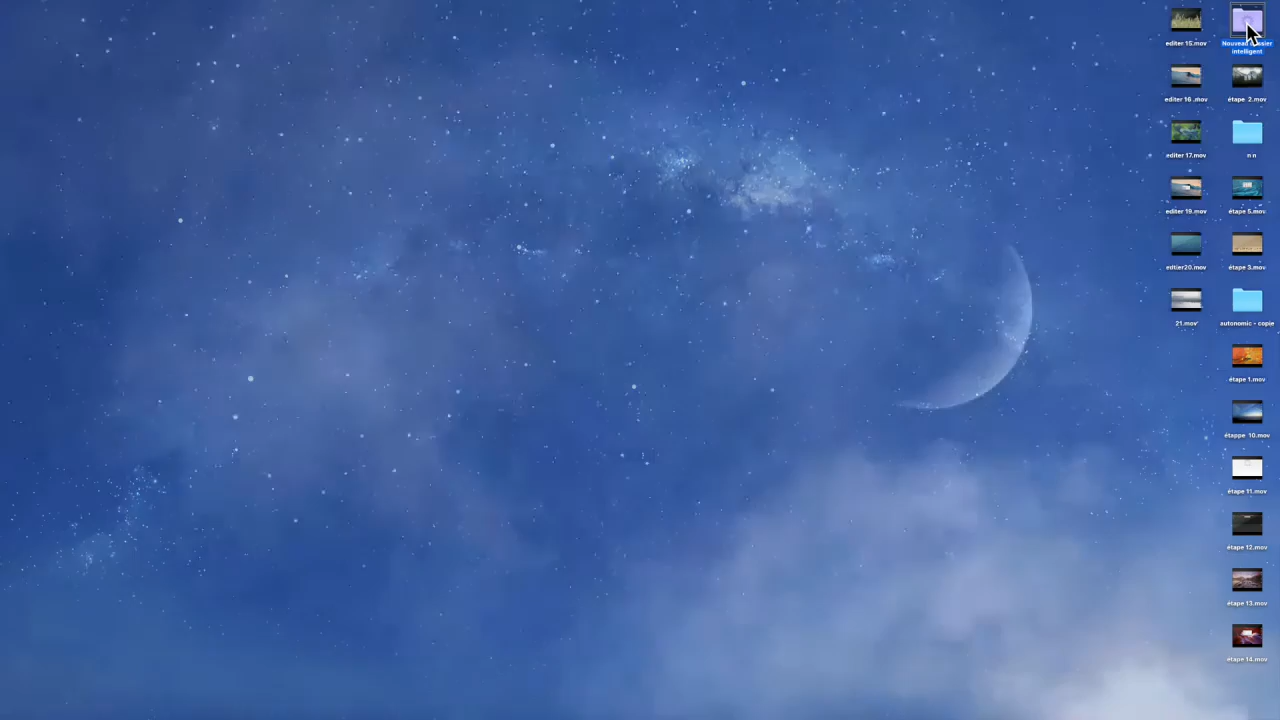 editer 15.mov
Nouveau dossier
intelligent
editer 16 .mov
étape 2.mov
editer 17.mov
n n
editer 19.mov
étape 5.mov
edtier20.mov
étape 3.mov
21.mov'
autonomic - copie
étape 1.mov
étappe 10.mov
étape 11.mov
étape 12.mov
étape 13.mov
etape 14.mov